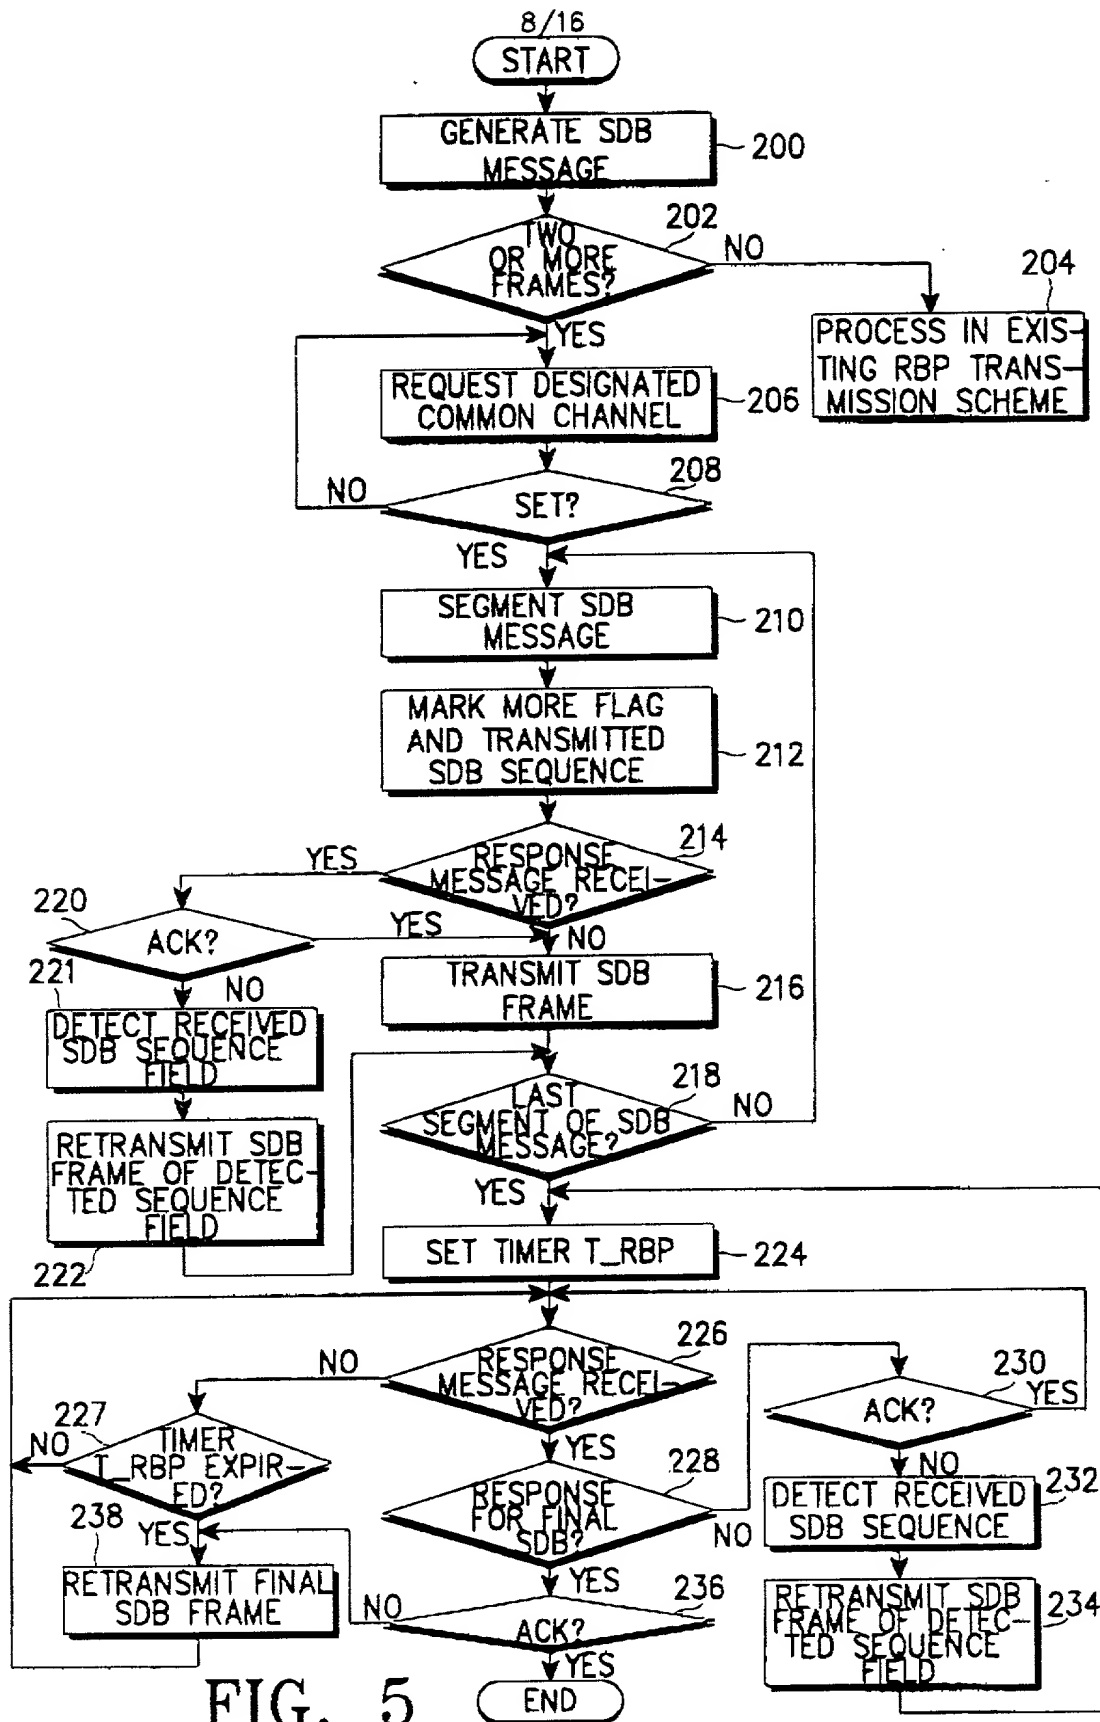 8/16
START
GENERATE SDB
MESSAGE
200
TWO
OR MORE
FRAMES?
202
NO
204
PROCESS IN EXIS-
TING RBP TRANS-
MISSION SCHEME
YES
REQUEST DESIGNATED
COMMON CHANNEL
206
208
NO
SET?
YES
SEGMENT SDB
MESSAGE
210
MARK MORE FLAG
AND TRANSMITTED
SDB SEQUENCE
212
214
YES
RESPONSE
MESSAGE RECEI-
VED?
220
ACK?
YES
NO
221
NO
TRANSMIT SDB
FRAME
216
DETECT RECEIVED
SDB SEQUENCE
FIELD
218
LAST
SEGMENT OF SDB
MESSAGE?
NO
RETRANSMIT SDB
FRAME OF DETEC-
TED SEQUENCE
FIELD
222
YES
SET TIMER T_RBP
224
226
NO
RESPONSE
MESSAGE RECEI-
VED?
230
ACK?
YES
227
NO
TIMER
T_RBP EXPIR-
ED?
YES
228
RESPONSE
FOR FINAL
SDB?
NO
NO
DETECT RECEIVED
SDB SEQUENCE
232
238
YES
RETRANSMIT FINAL
SDB FRAME
YES
236
NO
ACK?
RETRANSMIT SDB
FRAME OF DETEC-
TED SEQUENCE
FIELD
234
YES
END
FIG. 5